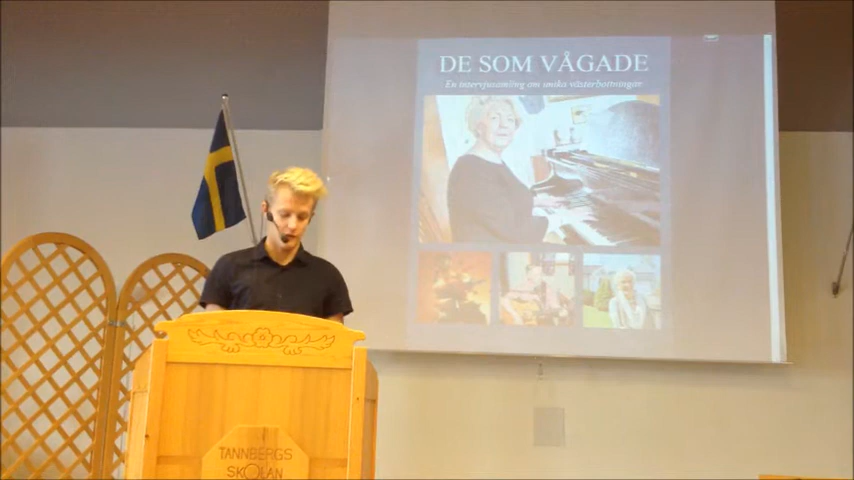 DE SOM VÅGADE
En intervjusamling om unika västerbottningar
TANNBERGS
SKOLAN